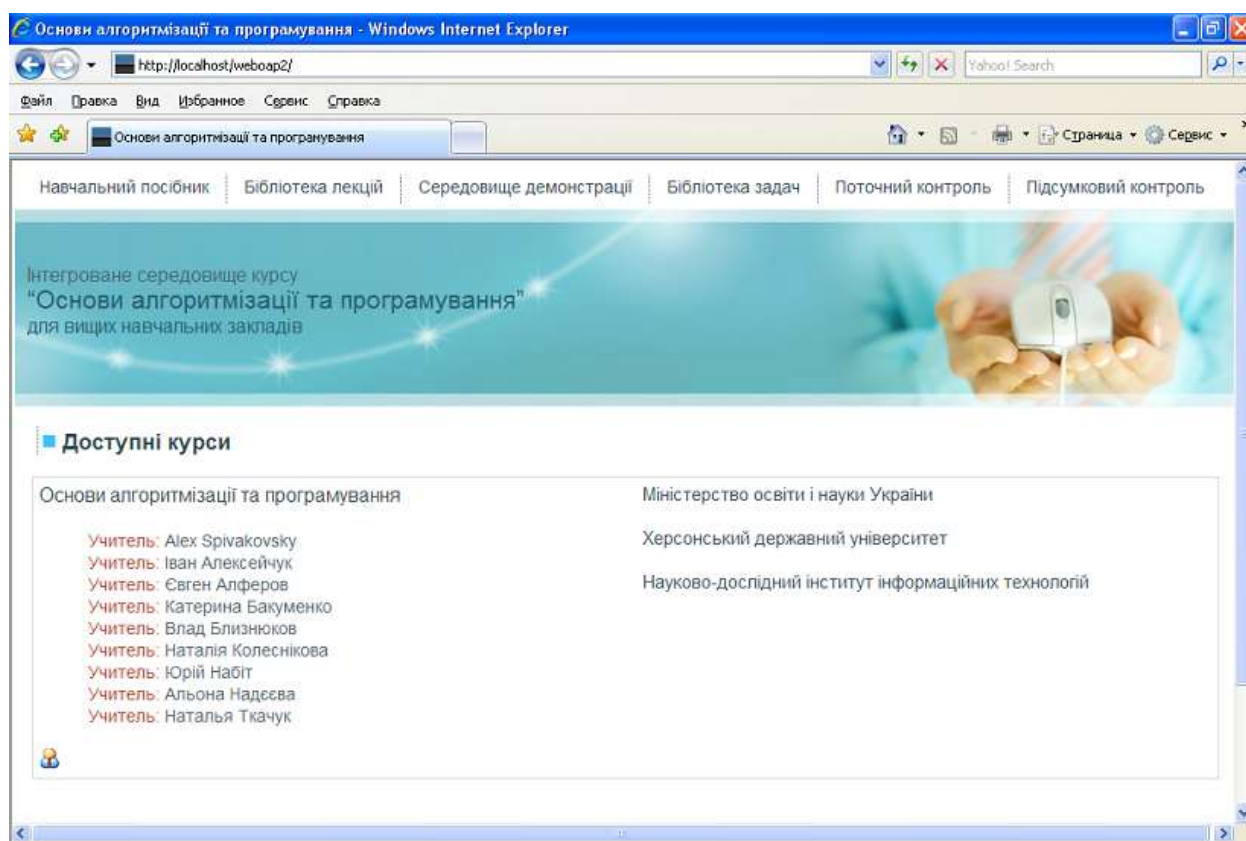 Основи алгоритмізації та програмування - Windows Internet Explorer
http://localhost/weboap2/
Yahoo! Search
Файл Правка Вид Избранное Сервис Справка
Основи алгоритмізації та програмування
Страница Сервис
Навчальний посібник Бібліотека лекцій Середовище демонстрації Бібліотека задач Поточний контроль Підсумковий контроль
Інтегроване середовище курсу
“Основи алгоритмізації та програмування”
для вищих навчальних закладів
Доступні курси
Основи алгоритмізації та програмування
Учитель: Alex Spivakovsky
Учитель: Іван Алексейчук
Учитель: Євген Алферов
Учитель: Катерина Бакуменко
Учитель: Влад Близнюков
Учитель: Наталія Колеснікова
Учитель: Юрій Набіт
Учитель: Альона Надєєва
Учитель: Наталья Ткачук
Міністерство освіти і науки України
Херсонський державний університет
Науково-дослідний інститут інформаційних технологій